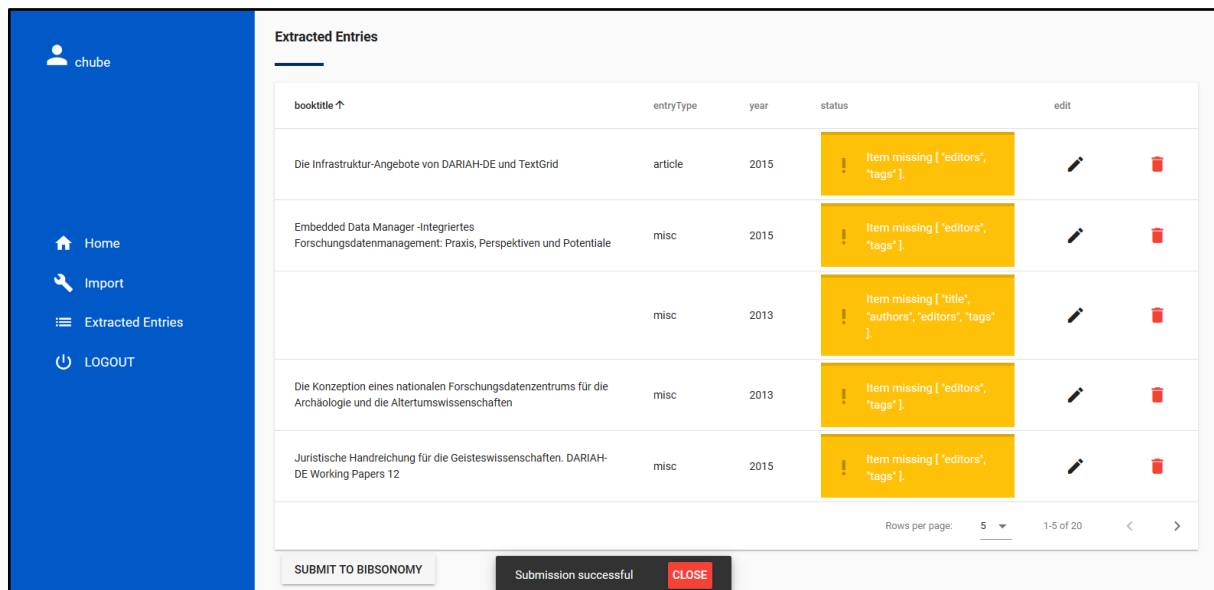 chube
Home
Import
Extracted Entries
LOGOUT
Extracted Entries
booktitle entryType year status edit
Die Infrastruktur-Angebote von DARIAH-DE und TextGrid article 2015 Item missing [ "editors",
"tags" ].
Embedded Data Manager -Integriertes
Forschungsdatenmanagement: Praxis, Perspektiven und Potentiale misc 2015 Item missing [ "editors",
"tags" ].
misc 2013 Item missing [ "title",
"authors", "editors", "tags"
].
Die Konzeption eines nationalen Forschungsdatenzentrums für die
Archäologie und die Altertumswissenschaften misc 2013 Item missing [ "editors",
"tags" ].
Juristische Handreichung für die Geisteswissenschaften. DARIAH-
DE Working Papers 12 misc 2015 Item missing [ "editors",
"tags" ].
Rows per page: 5 1-5 of 20
SUBMIT TO BIBSONOMY
Submission successful CLOSE